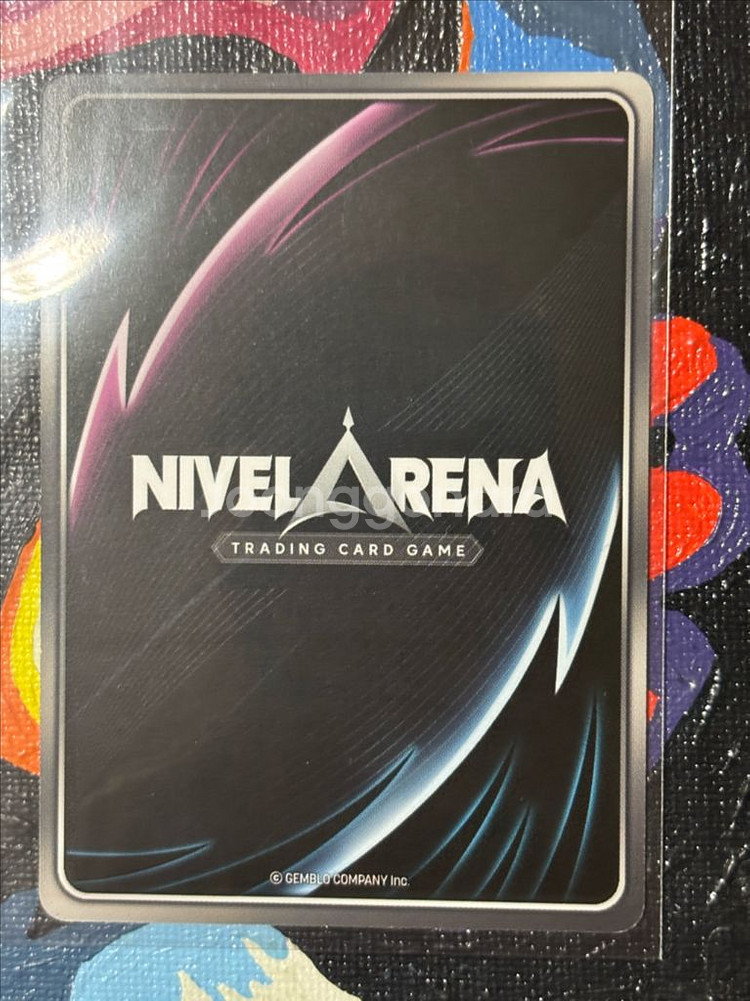 NIVEL ARENA
TRADING CARD GAME
© GEMBLO COMPANY Inc.